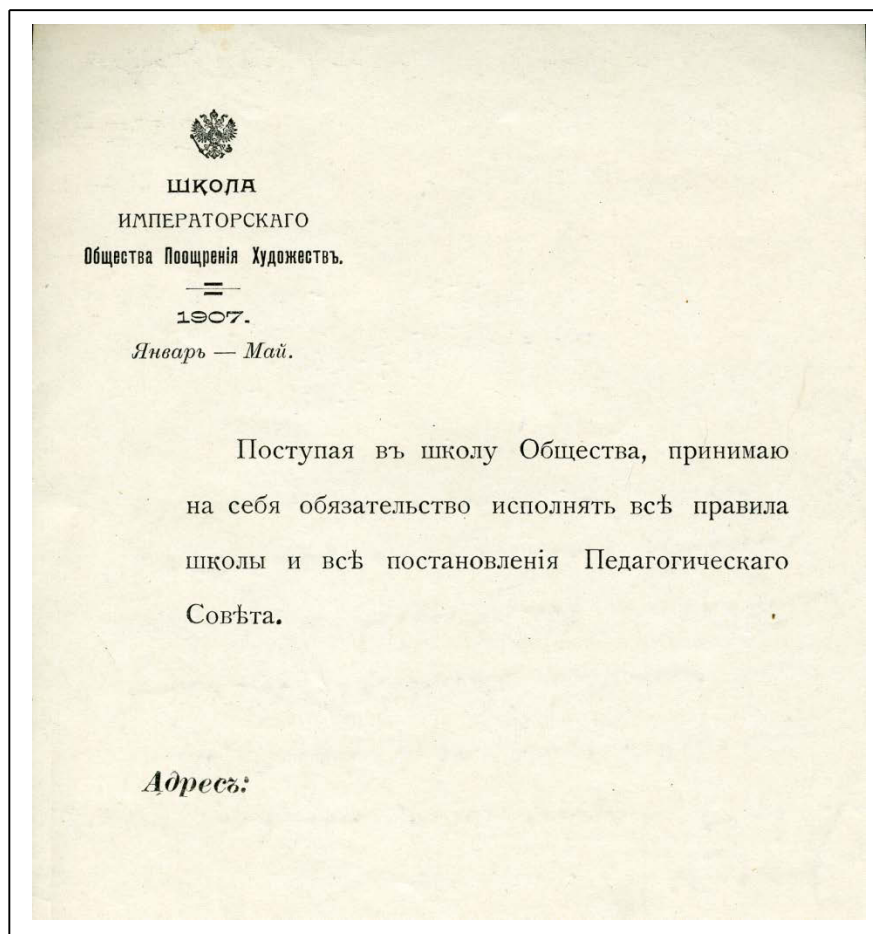 ШКОЛА
ИМПЕРАТОРСКАГО
Общества Поощренія Художествъ.
1907.
Январь — Май.
Поступая въ школу Общества, принимаю
на себя обязательство исполнять всѣ правила
школы и всѣ постановленія Педагогическаго
Совѣта.
Адресъ: